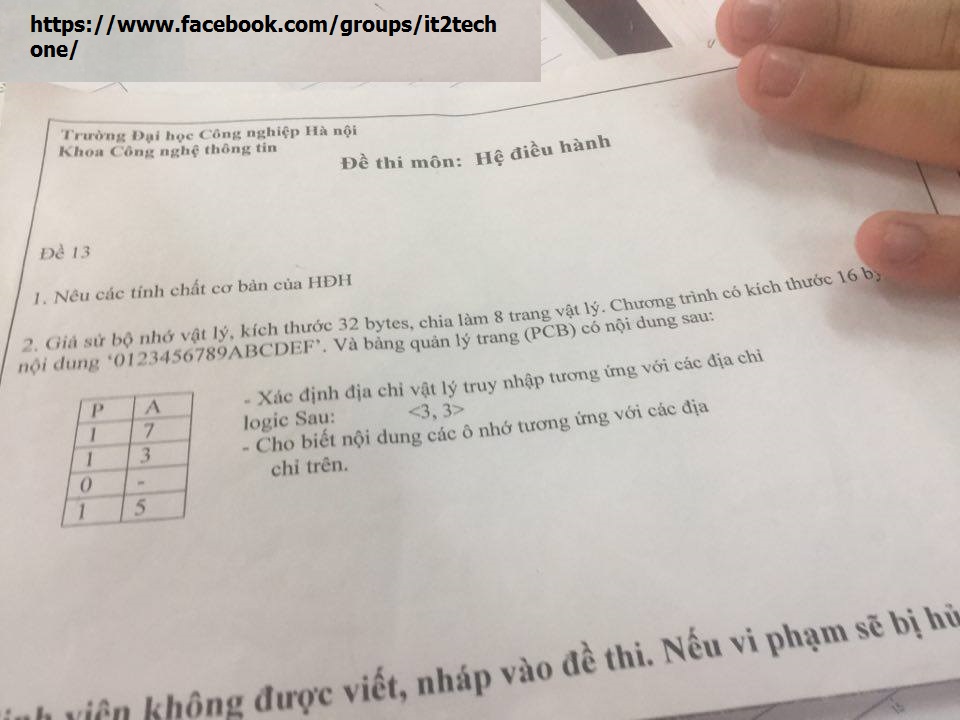 https://www.facebook.com/groups/it2tech
one/
Trường Đại học Công nghiệp Hà nội
Khoa Công nghệ thông tin
Đề thi môn: Hệ điều hành
Đề 13
1. Nêu các tính chất cơ bản của HĐH
2. Giả sử bộ nhớ vật lý, kích thước 32 bytes, chia làm 8 trang vật lý. Chương trình có kích thước 16
nội dung ‘0123456789ABCDEF’. Và bảng quản lý trang (PCB) có nội dung sau:
P A
1 7
1 3
0 -
1 5
- Xác định địa chỉ vật lý truy nhập tương ứng với các địa chỉ
logic Sau: <3, 3>
- Cho biết nội dung các ô nhớ tương ứng với các địa
chỉ trên.
viên không được viết, nháp vào đề thi. Nếu vi phạm sẽ bị